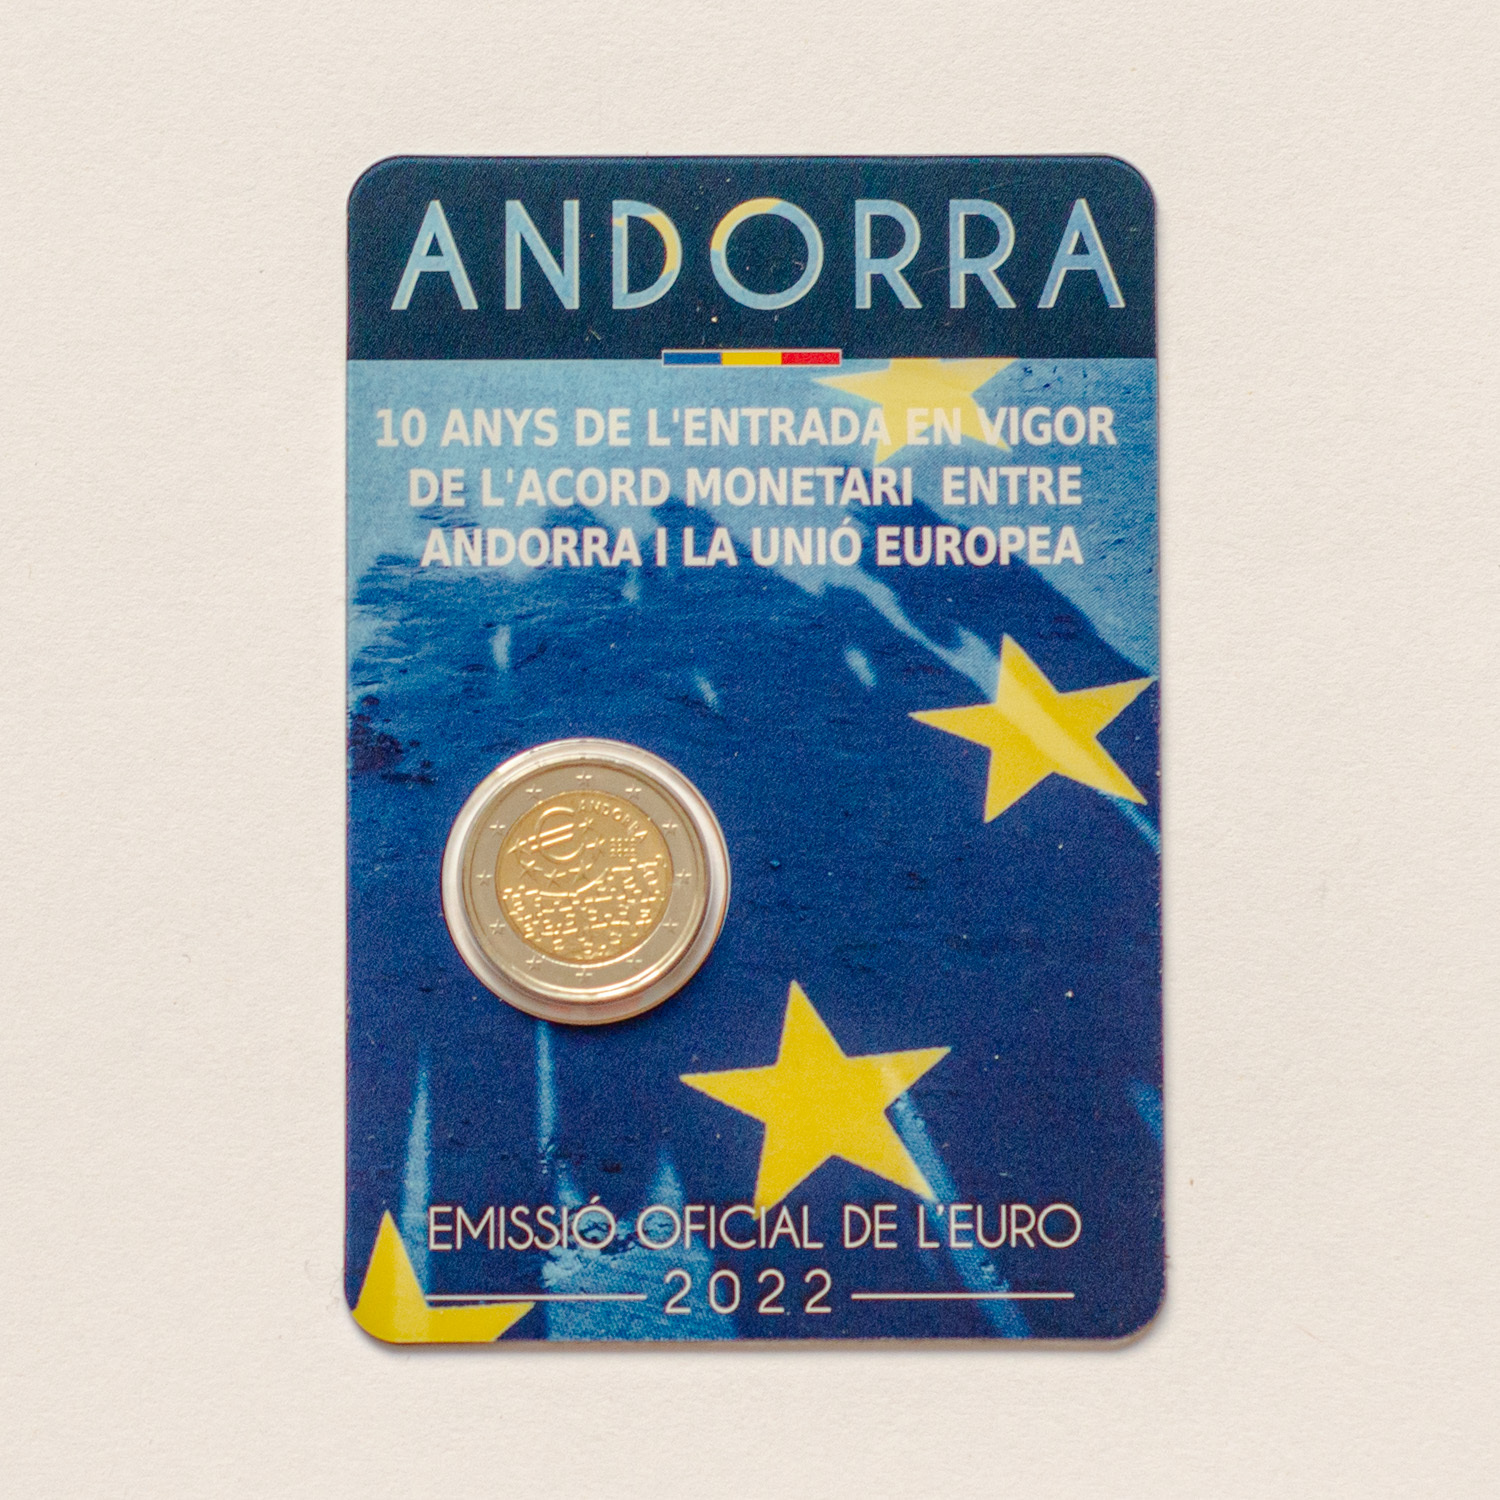 ANDORRA
10 ANYS DE L'ENTRADA EN VIGOR
DE L'ACORD MONETARI ENTRE
ANDORRA I LA UNIÓ EUROPEA
ANDORRA
EMISSIÓ OFICIAL DE L'EURO
2022